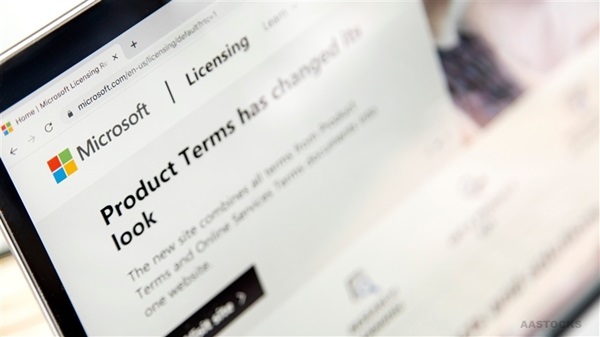 Home | Microsoft Licensing R
microsoft.com/en-us/licensing/default
Microsoft | Licensing
Learn
Product Terms has changed its
look
The new site combines all terms from Product
Terms and Online Services Terms documents into
one website.
site >
AASTOCKS